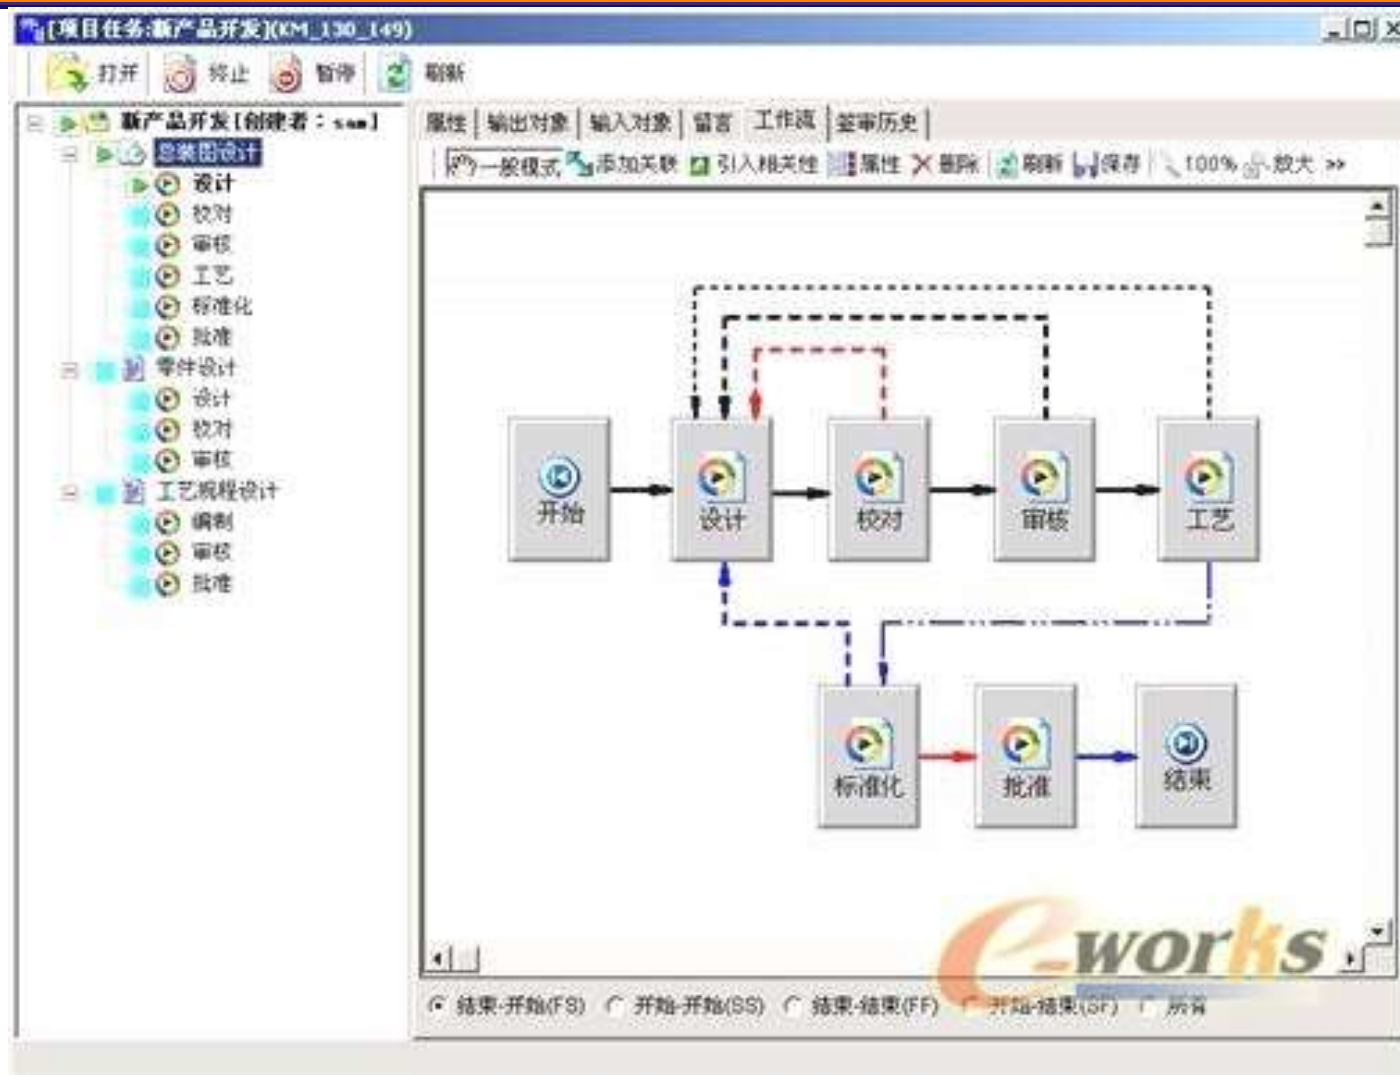 [项目任务:新产品开发](KM_130_149)
打开 终止 暂停 刷新
新产品开发[创建者:sam]
总装图设计
设计
校对
审核
工艺
标准化
批准
零件设计
设计
校对
审核
工艺规程设计
编制
审核
批准
属性 输出对象 输入对象 留言 工作流 签审历史
一般模式 添加关联 引入相关性 属性 删除 刷新 保存 100% 放大 >>
开始 设计 校对 审核 工艺
标准化 批准 结束
e-works
结束-开始(FS) 开始-开始(SS) 结束-结束(FF) 开始-结束(SF) 所有